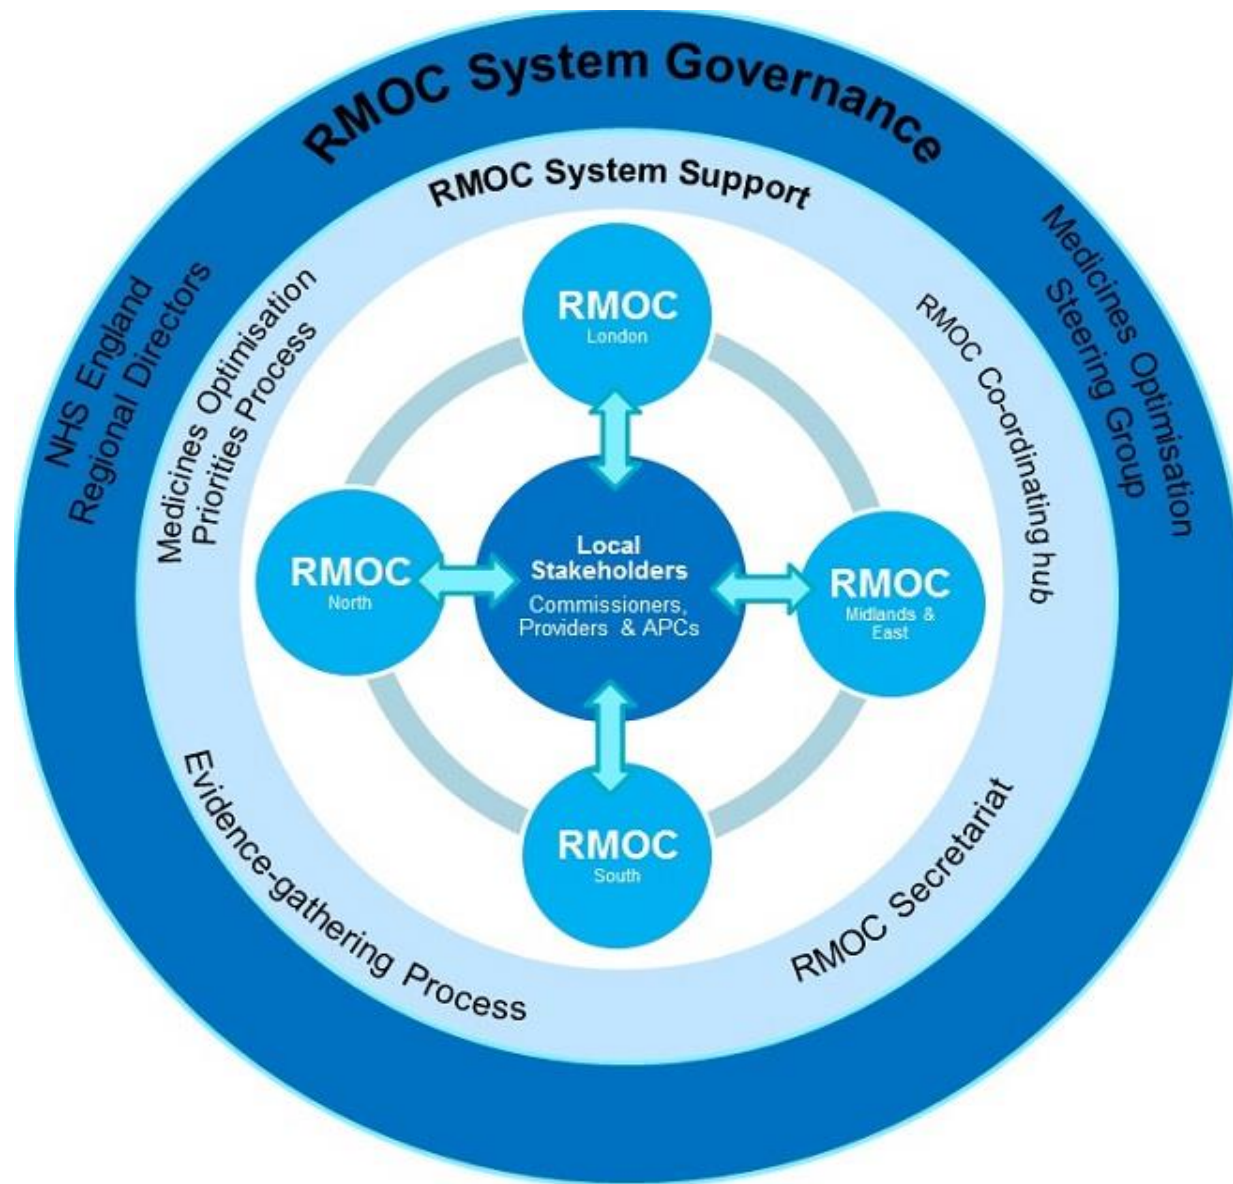 RMOC System Governance
NHS England
Regional Directors
Medicines Optimisation
Steering Group
RMOC System Support
Medicines Optimisation
Priorities Process
RMOC Co-ordinating hub
Evidence-gathering Process
RMOC Secretariat
RMOC
London
RMOC
North
Local
Stakeholders
Commissioners,
Providers & APCs
RMOC
Midlands &
East
RMOC
South